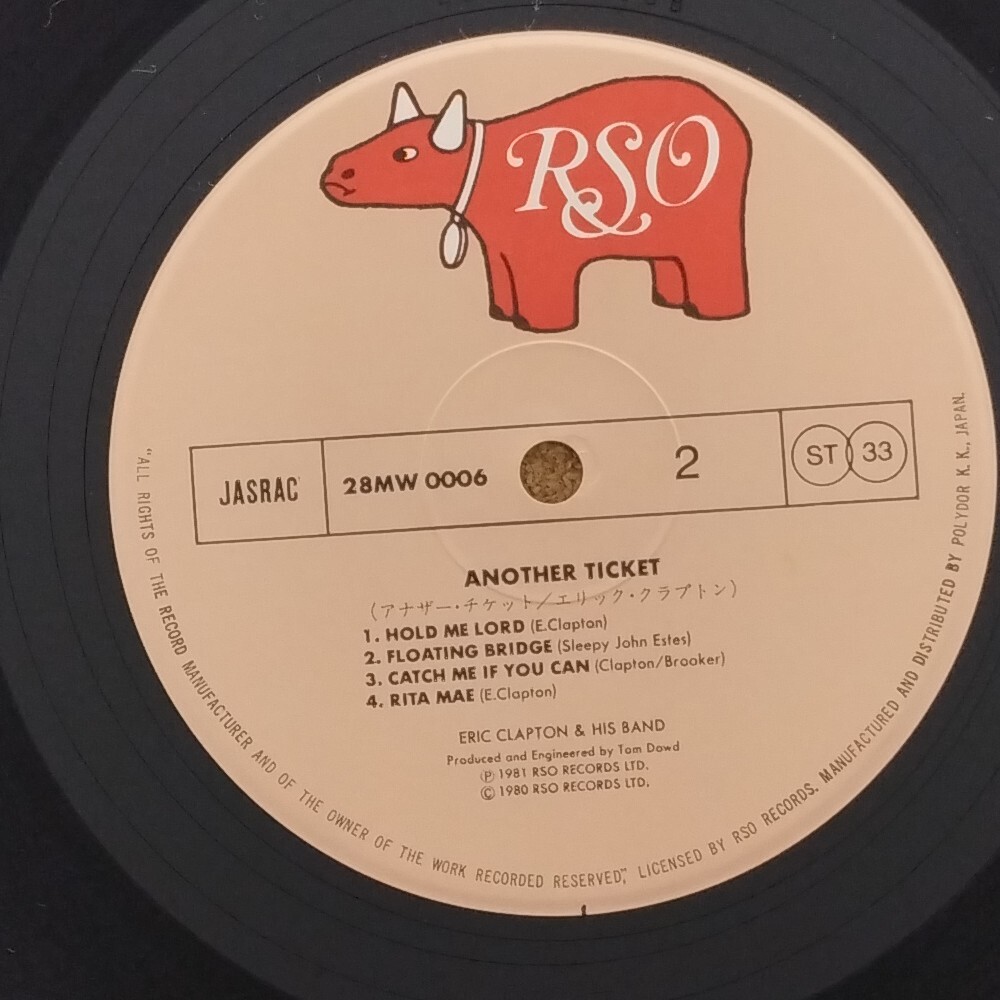 RSO
JASRAC
28MW 0006
2
ST 33
ANOTHER TICKET
(アナザー・チケット/エリック・クラプトン)
1. HOLD ME LORD (E.Clapton)
2. FLOATING BRIDGE (Sleepy John Estes)
3. CATCH ME IF YOU CAN (Clapton/Brooker)
4. RITA MAE (E.Clapton)
ERIC CLAPTON & HIS BAND
Produced and Engineered by Tom Dowd
Ⓟ 1981 RSO RECORDS LTD.
© 1980 RSO RECORDS LTD.
"ALL RIGHTS OF THE RECORD MANUFACTURER AND OF THE OWNER OF THE WORK RECORDED RESERVED", LICENSED BY RSO RECORDS. MANUFACTURED AND DISTRIBUTED BY POLYDOR K. K., JAPAN.